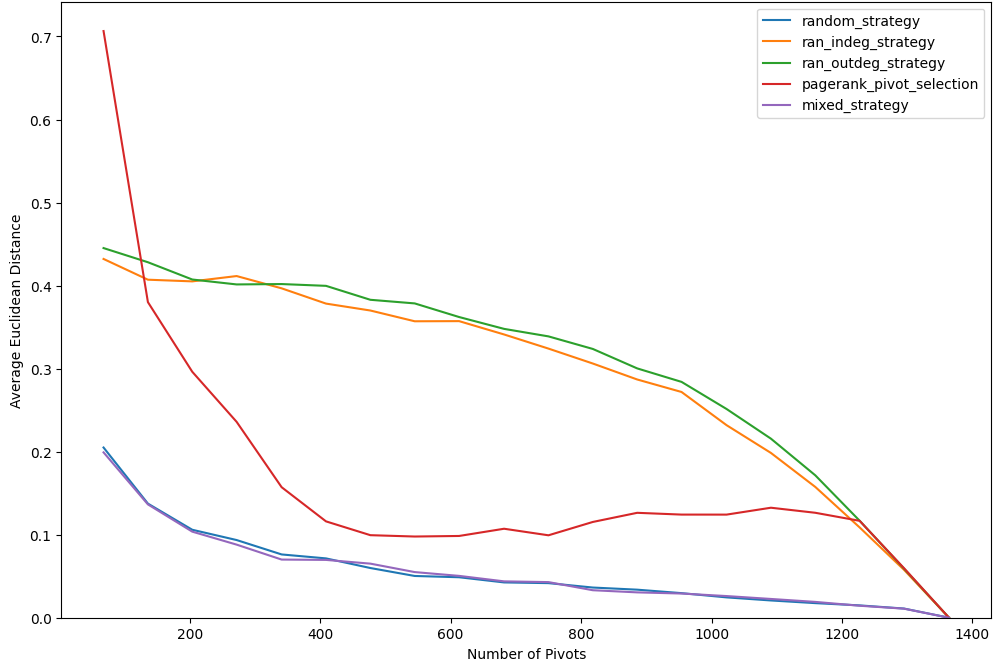 random_strategy
ran_indeg_strategy
ran_outdeg_strategy
pagerank_pivot_selection
mixed_strategy
Average Euclidean Distance
0.7
0.6
0.5
0.4
0.3
0.2
0.1
0.0
200 400 600 800 1000 1200 1400
Number of Pivots